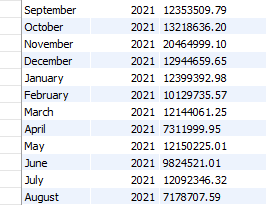 September 2021 12353509.79
October 2021 13218636.20
November 2021 20464999.10
December 2021 12944659.65
January 2021 12399392.98
February 2021 10129735.57
March 2021 12144061.25
April 2021 7311999.95
May 2021 12150225.01
June 2021 9824521.01
July 2021 12092346.32
August 2021 7178707.59